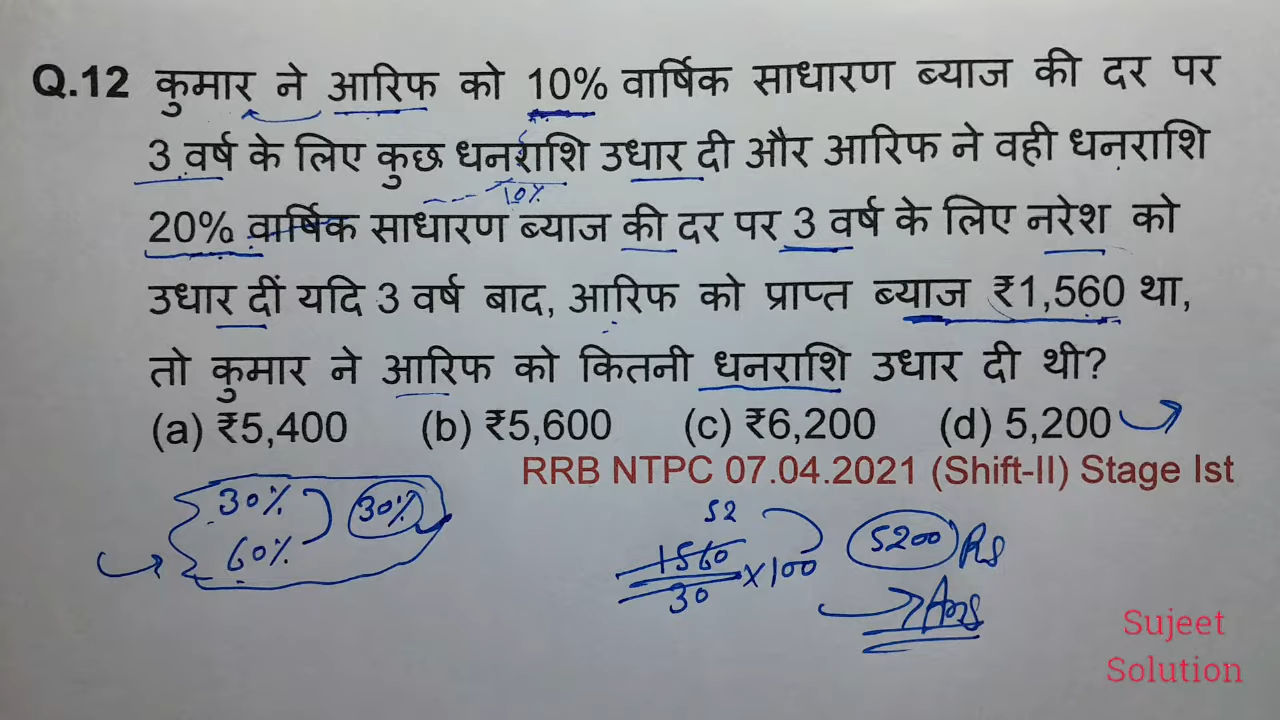 Q.12 कुमार ने आरिफ को 10% वार्षिक साधारण ब्याज की दर पर
3 वर्ष के लिए कुछ धनराशि उधार दी और आरिफ ने वही धनराशि
10%
20% वार्षिक साधारण ब्याज की दर पर 3 वर्ष के लिए नरेश को
उधार दीं यदि 3 वर्ष बाद, आरिफ को प्राप्त ब्याज ₹1,560 था,
तो कुमार ने आरिफ को कितनी धनराशि उधार दी थी?
(a) ₹5,400 (b) ₹5,600 (c) ₹6,200 (d) 5,200
RRB NTPC 07.04.2021 (Shift-II) Stage Ist
30% 30%
60%
52
1560
30
×100
5200 Rs
Ans
Sujeet
Solution